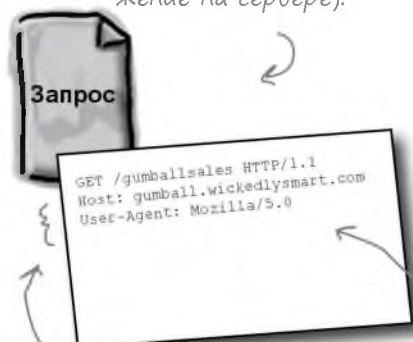 жение на сервере).
Запрос
GET /gumballsales HTTP/1.1
Host: gumball.wickedlysmart.com
User-Agent: Mozilla/5.0